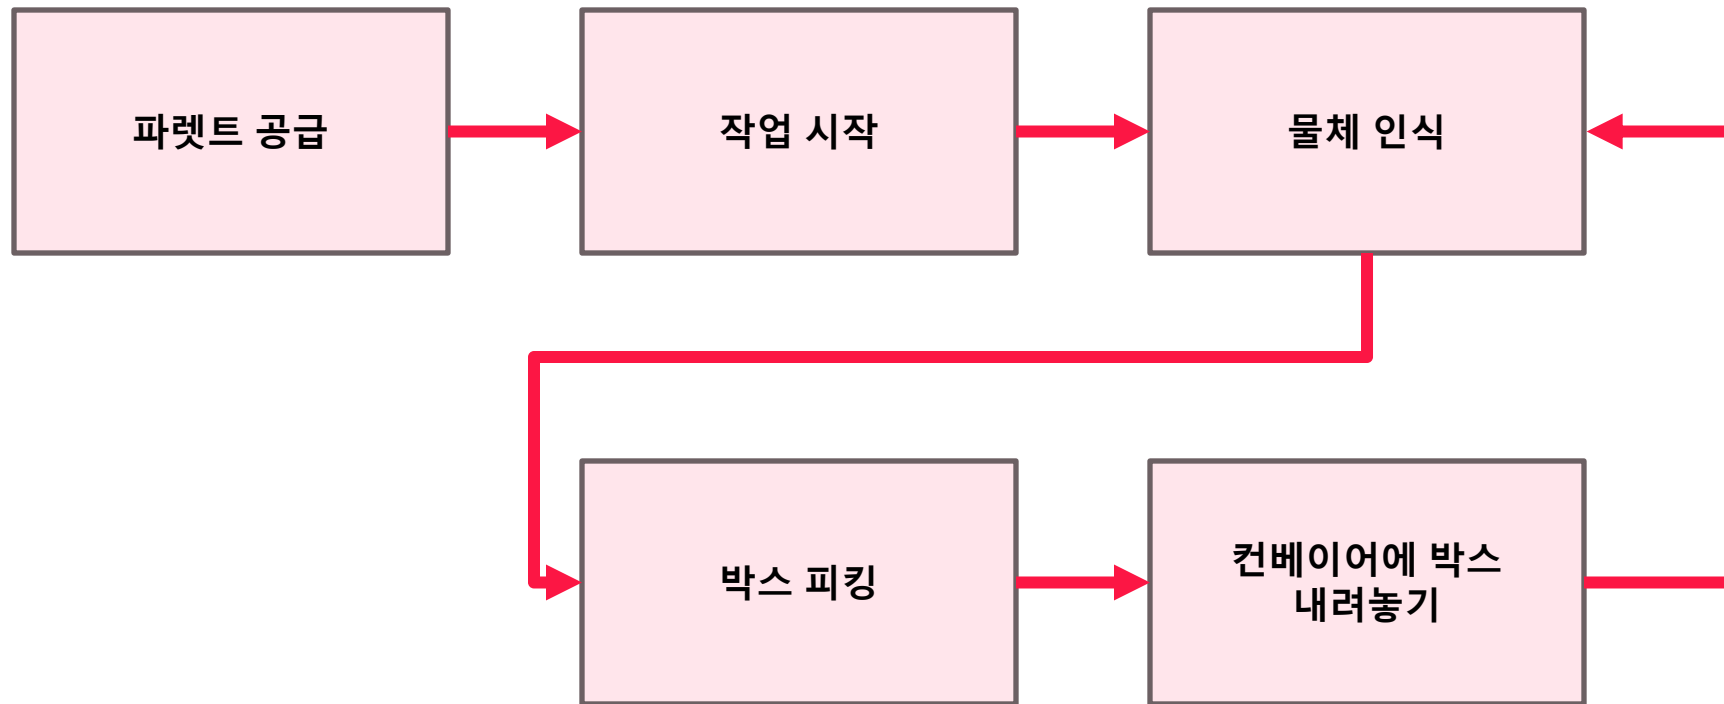 파렛트 공급
작업 시작
물체 인식
박스 피킹
컨베이어에 박스
내려놓기